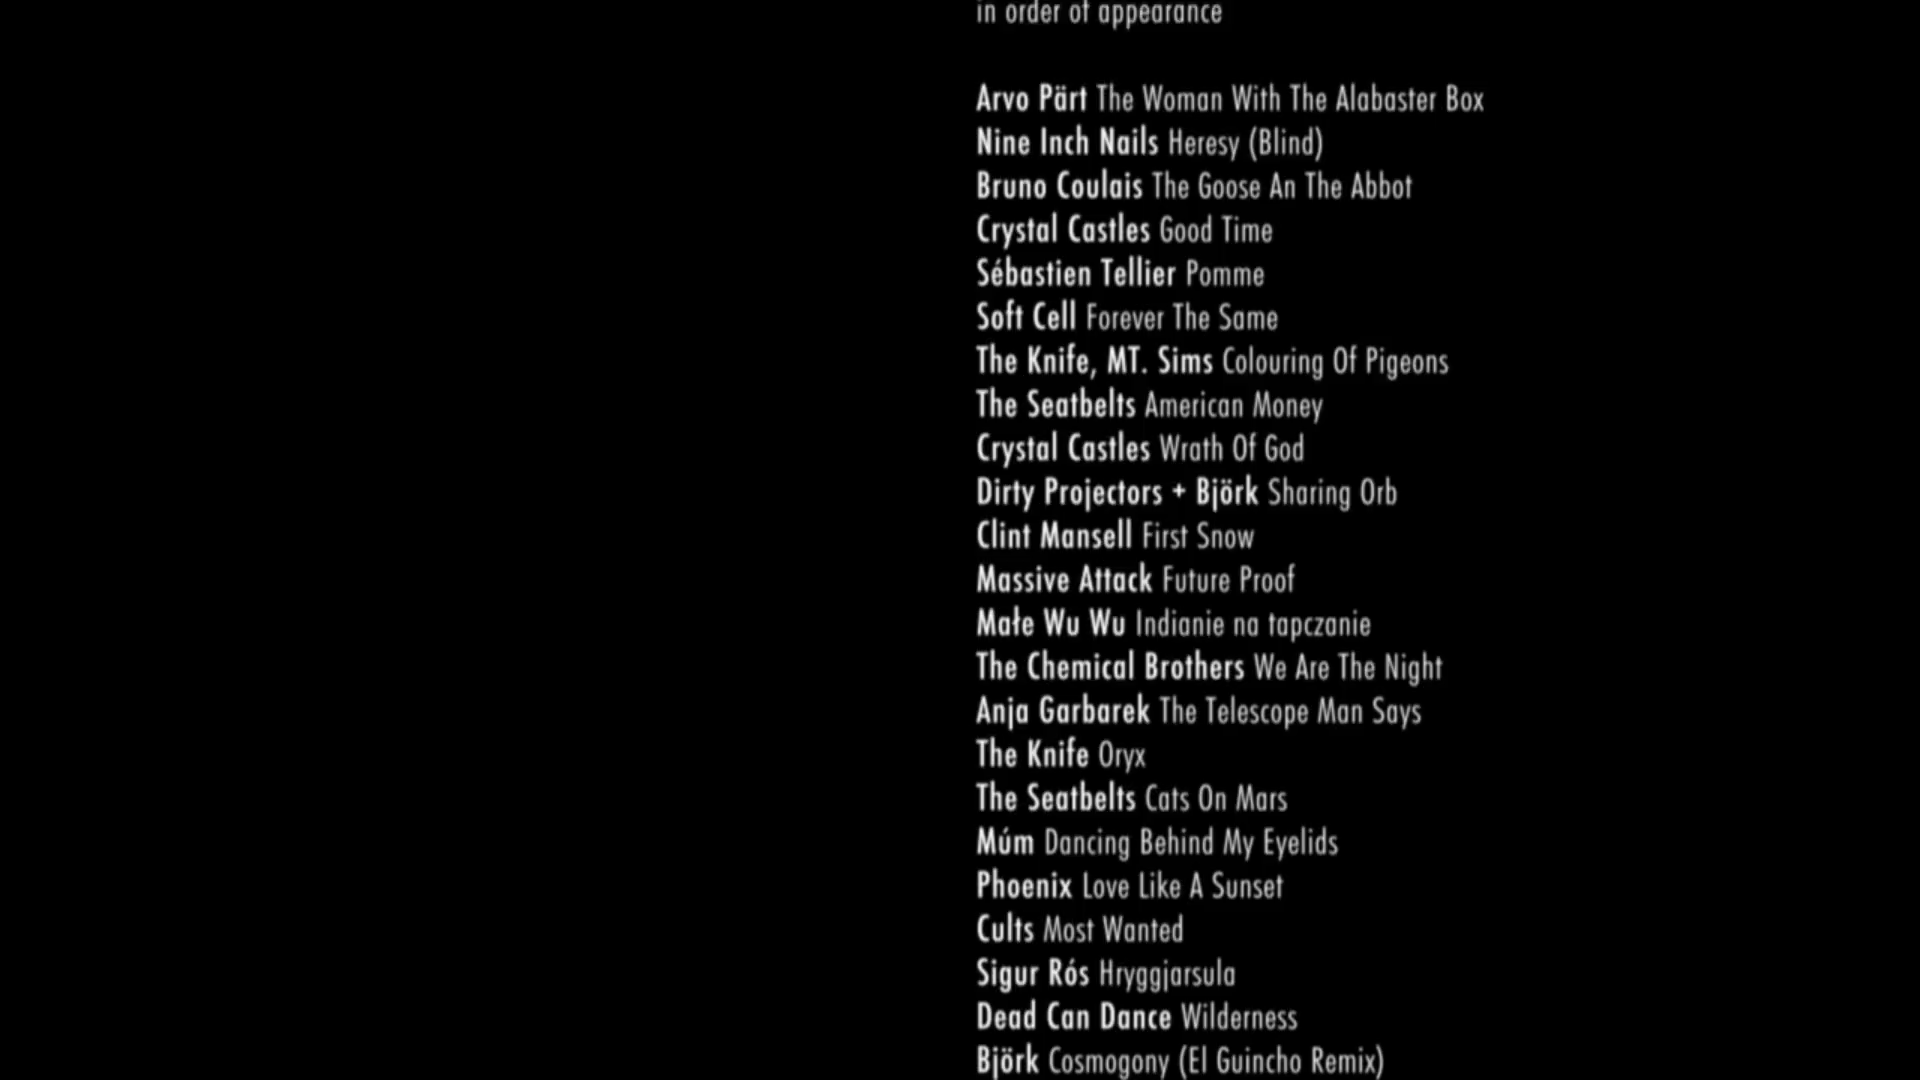 in order of appearance
Arvo Pärt The Woman With The Alabaster Box
Nine Inch Nails Heresy (Blind)
Bruno Coulais The Goose An The Abbot
Crystal Castles Good Time
Sébastien Tellier Pomme
Soft Cell Forever The Same
The Knife, MT. Sims Colouring Of Pigeons
The Seatbelts American Money
Crystal Castles Wrath Of God
Dirty Projectors + Björk Sharing Orb
Clint Mansell First Snow
Massive Attack Future Proof
Małe Wu Wu Indianie na tapczanie
The Chemical Brothers We Are The Night
Anja Garbarek The Telescope Man Says
The Knife Oryx
The Seatbelts Cats On Mars
Múm Dancing Behind My Eyelids
Phoenix Love Like A Sunset
Cults Most Wanted
Sigur Rós Hryggjarsula
Dead Can Dance Wilderness
Björk Cosmogony (El Guincho Remix)